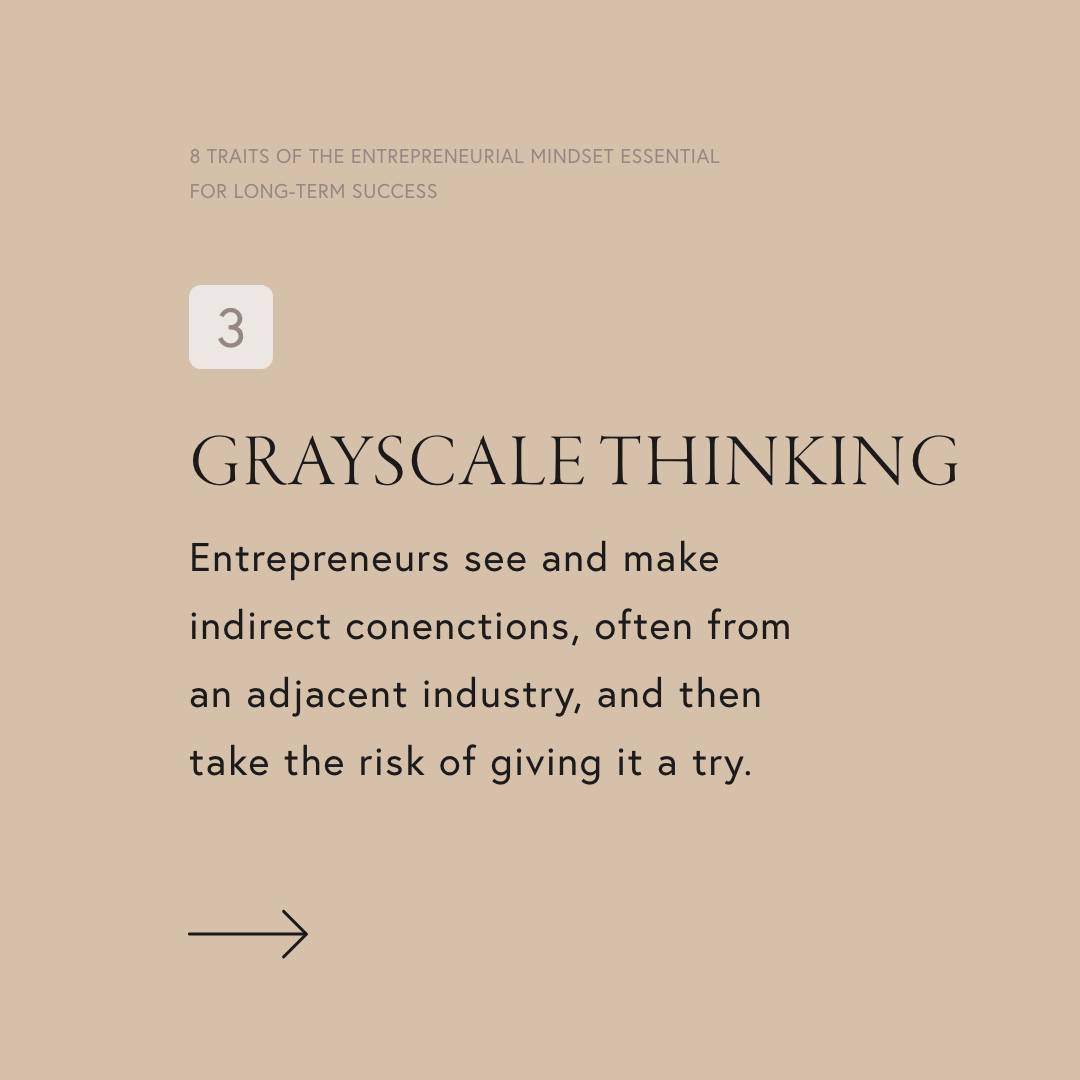 8 TRAITS OF THE ENTREPRENEURIAL MINDSET ESSENTIAL
FOR LONG-TERM SUCCESS
3
GRAYSCALE THINKING
Entrepreneurs see and make
indirect conenctions, often from
an adjacent industry, and then
take the risk of giving it a try.